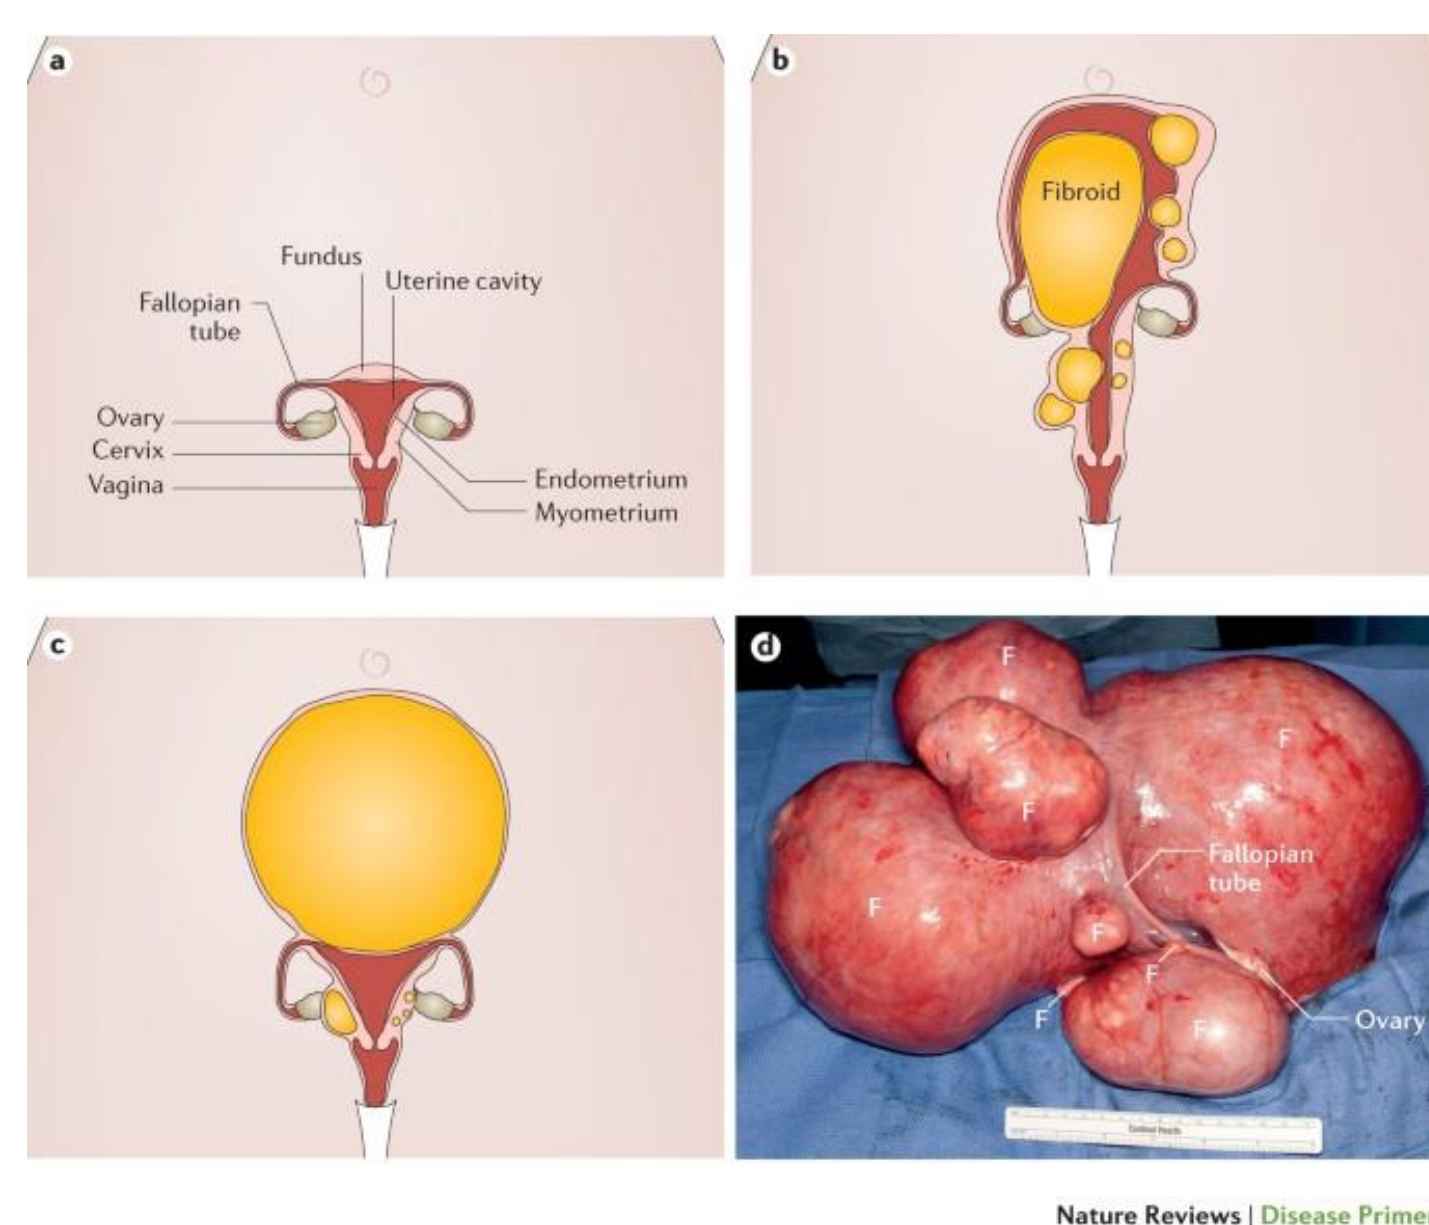 a
Fundus
Uterine cavity
Fallopian
tube
Ovary
Cervix
Vagina
Endometrium
Myometrium
b
Fibroid
c
d
F
F
F
F
Fallopian
tube
F
F
F
F
Ovary
Nature Reviews | Disease Prime